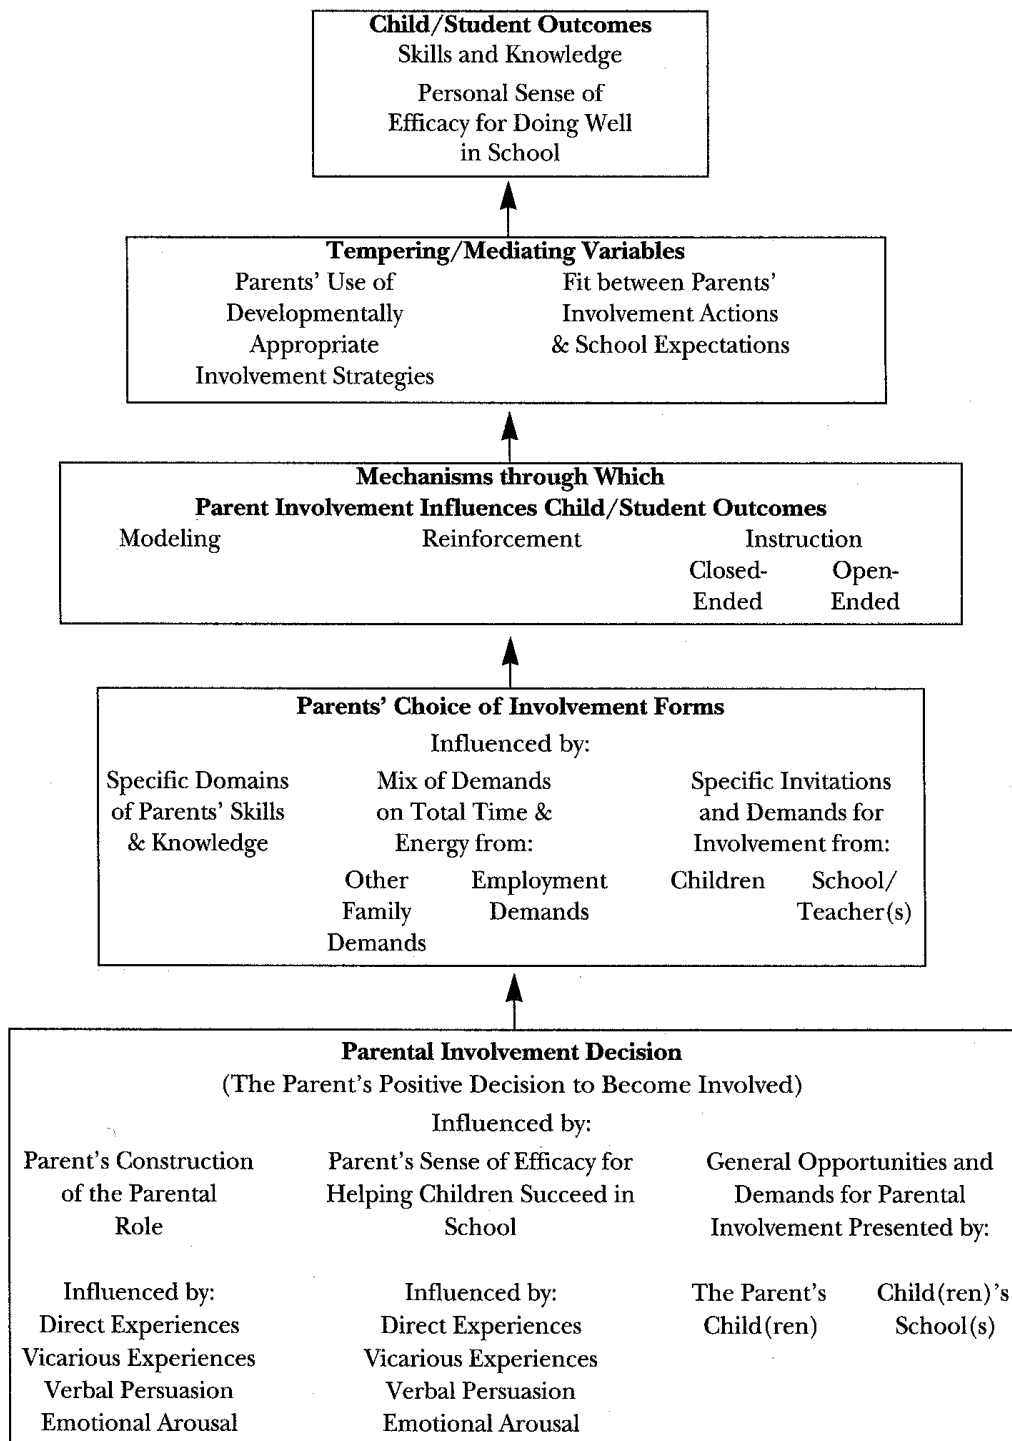 Child/Student Outcomes
Skills and Knowledge
Personal Sense of
Efficacy for Doing Well
in School
Tempering/Mediating Variables
Parents' Use of
Developmentally
Appropriate
Involvement Strategies
Fit between Parents'
Involvement Actions
& School Expectations
Mechanisms through Which
Parent Involvement Influences Child/Student Outcomes
Modeling
Reinforcement
Instruction
Closed-
Ended
Open-
Ended
Parents' Choice of Involvement Forms
Influenced by:
Specific Domains
of Parents' Skills
& Knowledge
Mix of Demands
on Total Time &
Energy from:
Other
Family
Demands
Employment
Demands
Specific Invitations
and Demands for
Involvement from:
Children
School/
Teacher(s)
Parental Involvement Decision
(The Parent's Positive Decision to Become Involved)
Influenced by:
Parent's Construction
of the Parental
Role
Influenced by:
Direct Experiences
Vicarious Experiences
Verbal Persuasion
Emotional Arousal
Parent's Sense of Efficacy for
Helping Children Succeed in
School
Influenced by:
Direct Experiences
Vicarious Experiences
Verbal Persuasion
Emotional Arousal
General Opportunities and
Demands for Parental
Involvement Presented by:
The Parent's
Child(ren)
Child(ren)'s
School(s)